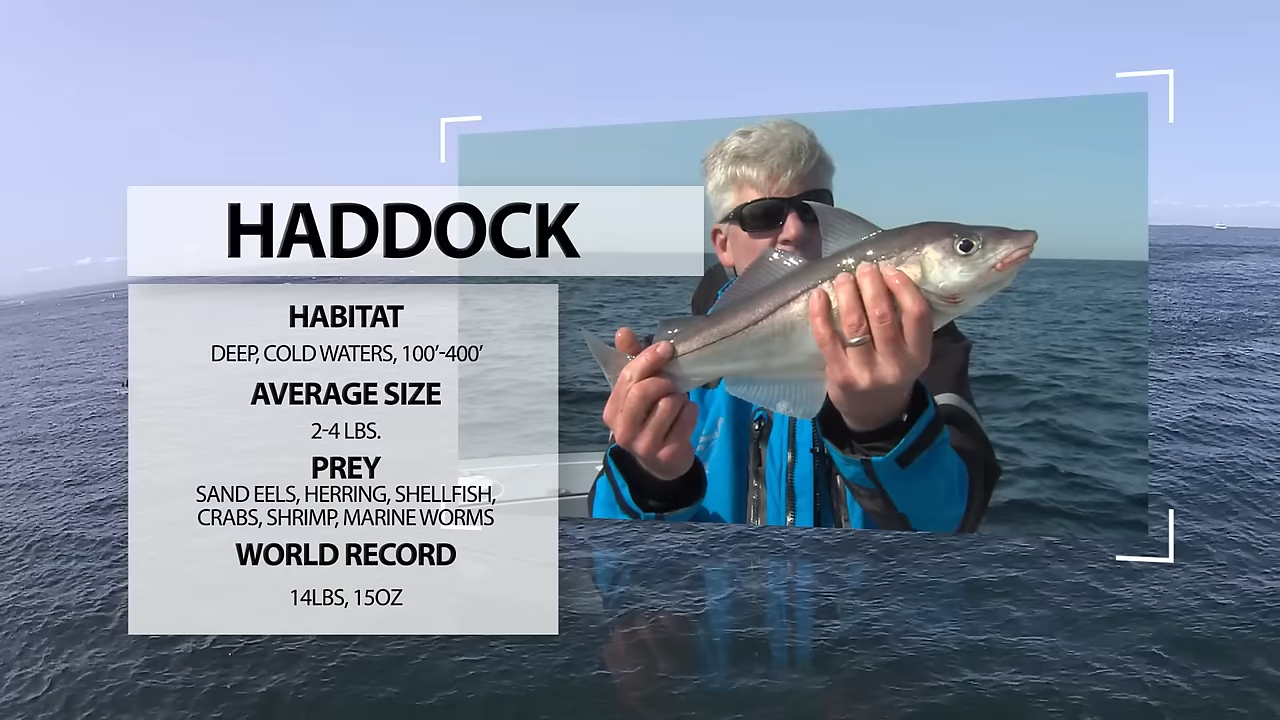 HADDOCK
HABITAT
DEEP, COLD WATERS, 100'-400'
AVERAGE SIZE
2-4 LBS.
PREY
SAND EELS, HERRING, SHELLFISH,
CRABS, SHRIMP, MARINE WORMS
WORLD RECORD
14LBS, 15OZ